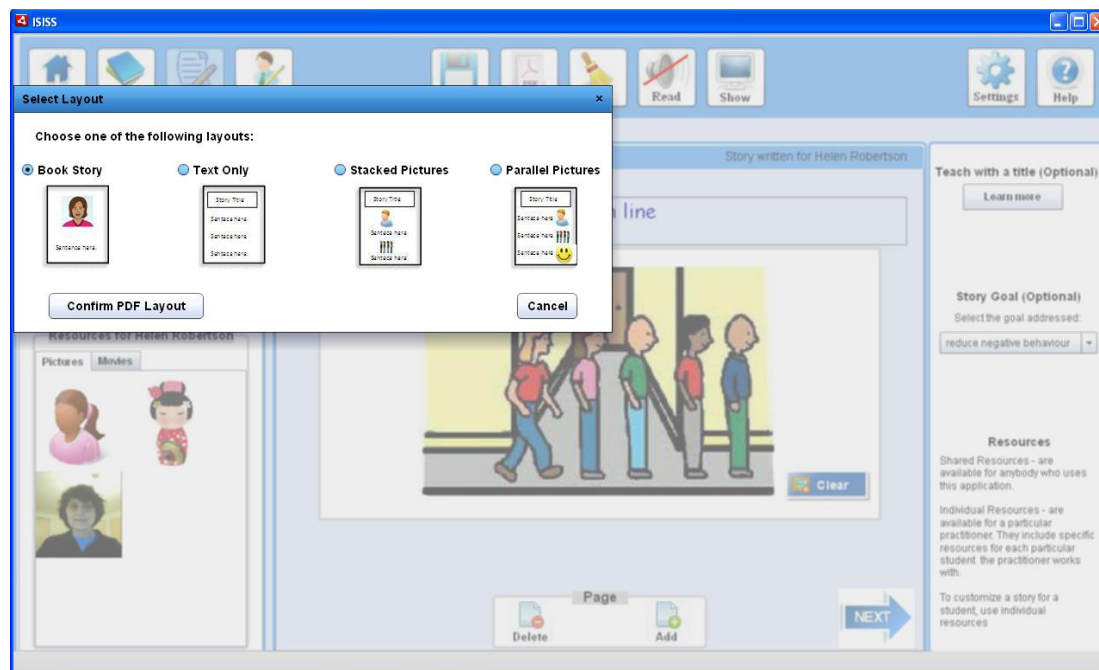 ISISS
Read
Show
Settings
Help
Select Layout
×
Choose one of the following layouts:
Book Story
Text Only
Stacked Pictures
Parallel Pictures
Sentence here.
Story Title
Sentence here.
Sentence here.
Sentence here.
Story Title
Sentence here.
Sentence here.
Story Title
Sentence here.
Sentence here.
Sentence here.
Confirm PDF Layout
Cancel
Story written for Helen Robertson
line
Resources for Helen Robertson
Pictures
Movies
Clear
Page
Delete
Add
NEXT
Teach with a title (Optional)
Learn more
Story Goal (Optional)
Select the goal addressed:
reduce negative behaviour
Resources
Shared Resources - are
available for anybody who uses
this application.
Individual Resources - are
available for a particular
practitioner. They include specific
resources for each particular
student the practitioner works
with.
To customize a story for a
student, use individual
resources